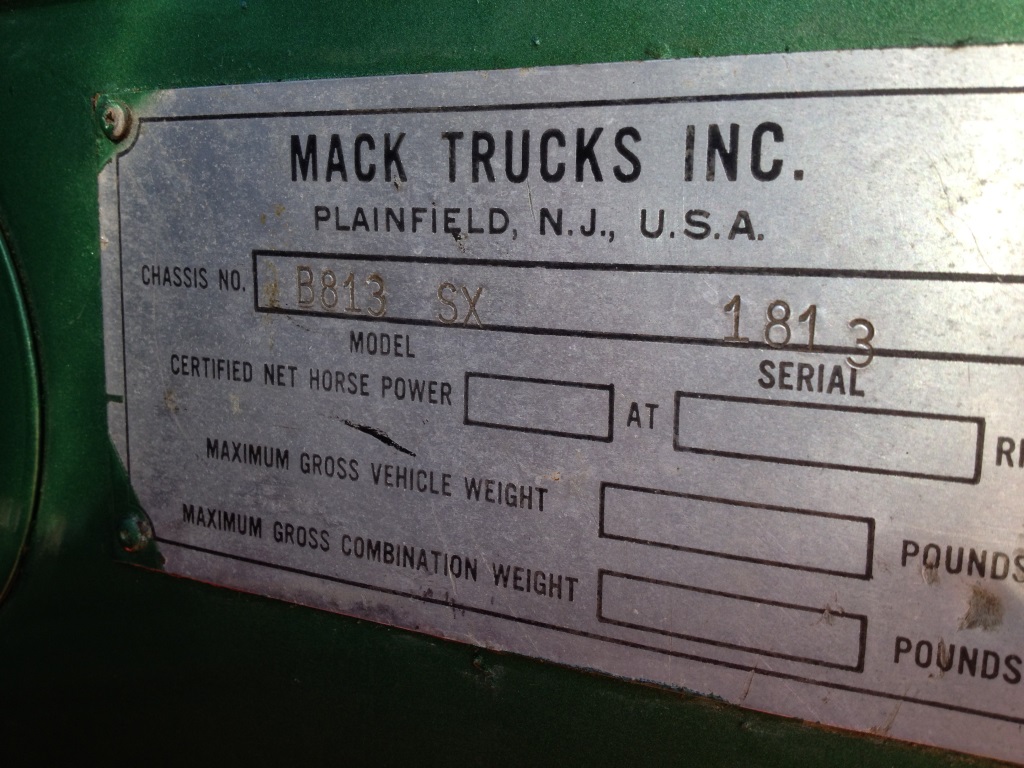 MACK TRUCKS INC.
PLAINFIELD, N.J., U.S.A.
CHASSIS NO. B813 SX 1813
MODEL SERIAL
CERTIFIED NET HORSE POWER AT
MAXIMUM GROSS VEHICLE WEIGHT POUNDS
MAXIMUM GROSS COMBINATION WEIGHT POUNDS